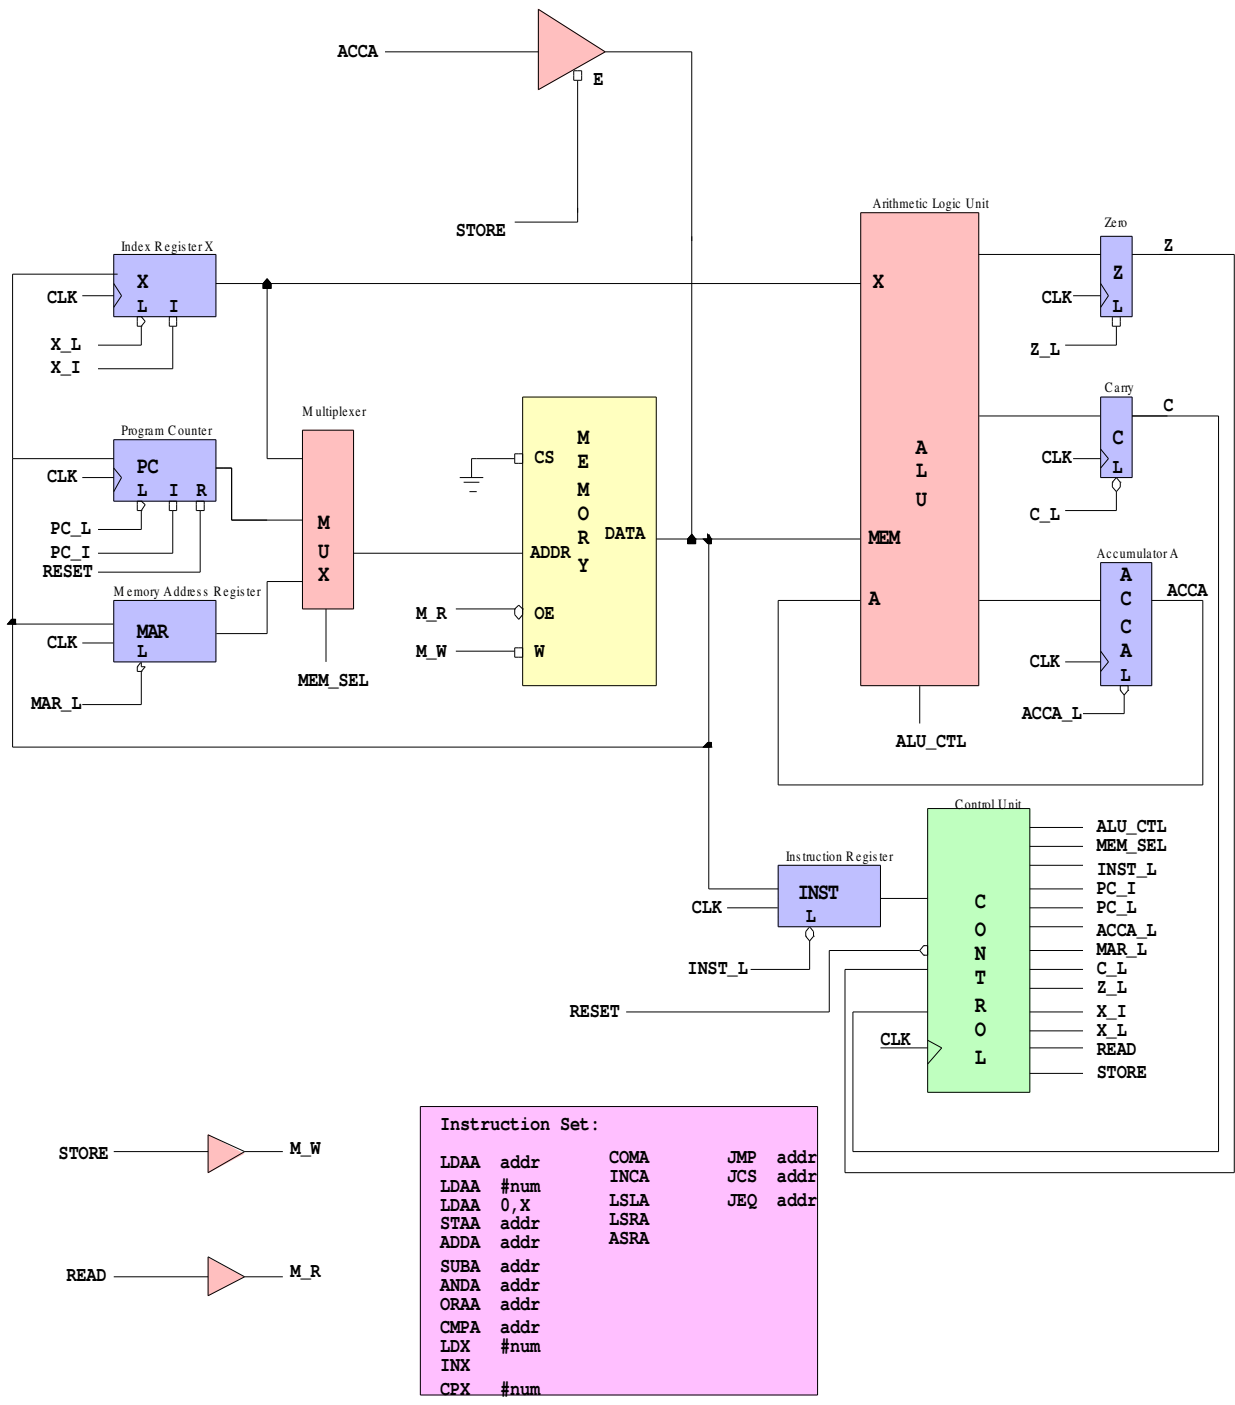 ACCA
E
STORE
Arithmetic Logic Unit
Zero
Z
Index Register X
X
CLK
L I
X_L
X_I
X
Z
CLK
L
Z_L
Multiplexer
Carry
C
Program Counter
PC
CLK
L I R
PC_L
PC_I
RESET
M
U
X
MEM_SEL
M
E
M
O
R
Y
CS
DATA
ADDR
M_R
OE
M_W
W
A
L
U
MEM
A
ALU_CTL
C
CLK
L
C_L
Memory Address Register
MAR
CLK
L
MAR_L
Accumulator A
A
C
C
A
L
ACCA
CLK
ACCA_L
Control Unit
C
O
N
T
R
O
L
ALU_CTL
MEM_SEL
INST_L
PC_I
PC_L
ACCA_L
MAR_L
C_L
Z_L
X_I
X_L
READ
STORE
Instruction Register
INST
CLK
L
INST_L
RESET
CLK
STORE
M_W
READ
M_R
Instruction Set:
LDAA addr
LDAA #num
LDAA 0,X
STAA addr
ADDA addr
SUBA addr
ANDA addr
ORAA addr
CMPA addr
LDX #num
INX
CPX #num
COMA
INCA
LSLA
LSRA
ASRA
JMP addr
JCS addr
JEQ addr